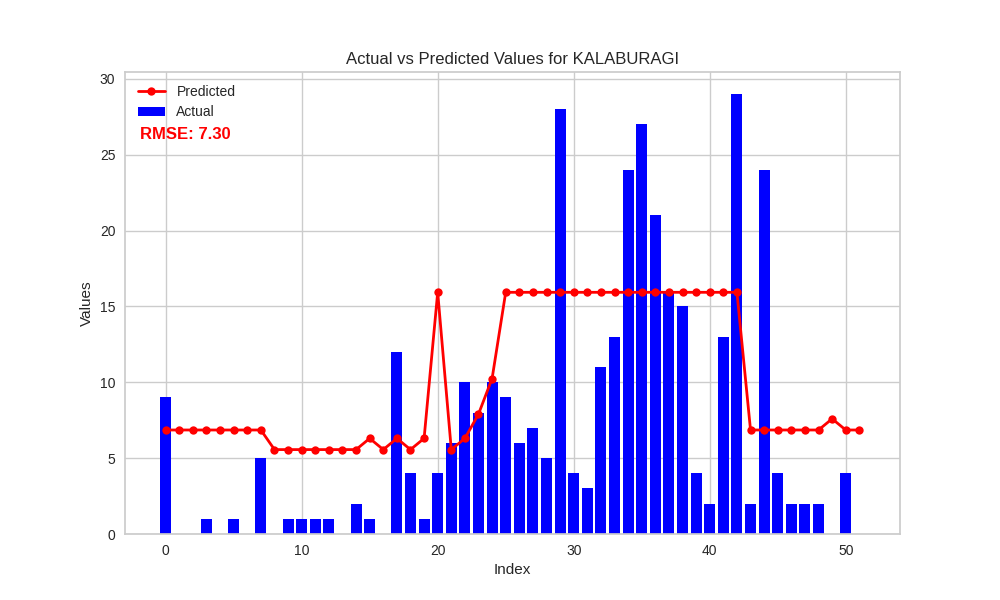 Actual vs Predicted Values for KALABURAGI
Predicted
Actual
RMSE: 7.30
Values
30
25
20
15
10
5
0
0 10 20 30 40 50
Index